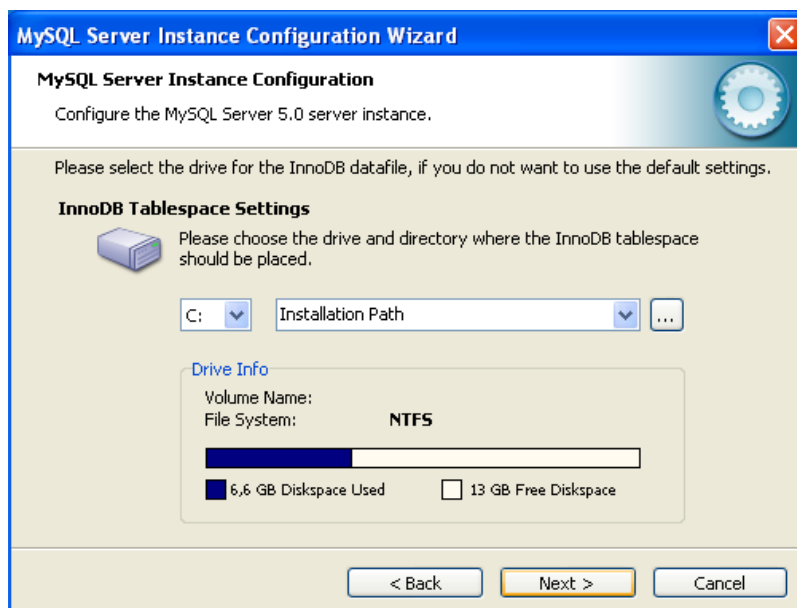 MySQL Server Instance Configuration Wizard
MySQL Server Instance Configuration
Configure the MySQL Server 5.0 server instance.
Please select the drive for the InnoDB datafile, if you do not want to use the default settings.
InnoDB Tablespace Settings
Please choose the drive and directory where the InnoDB tablespace
should be placed.
C: Installation Path ...
Drive Info
Volume Name:
File System: NTFS
6,6 GB Diskspace Used 13 GB Free Diskspace
< Back Next > Cancel